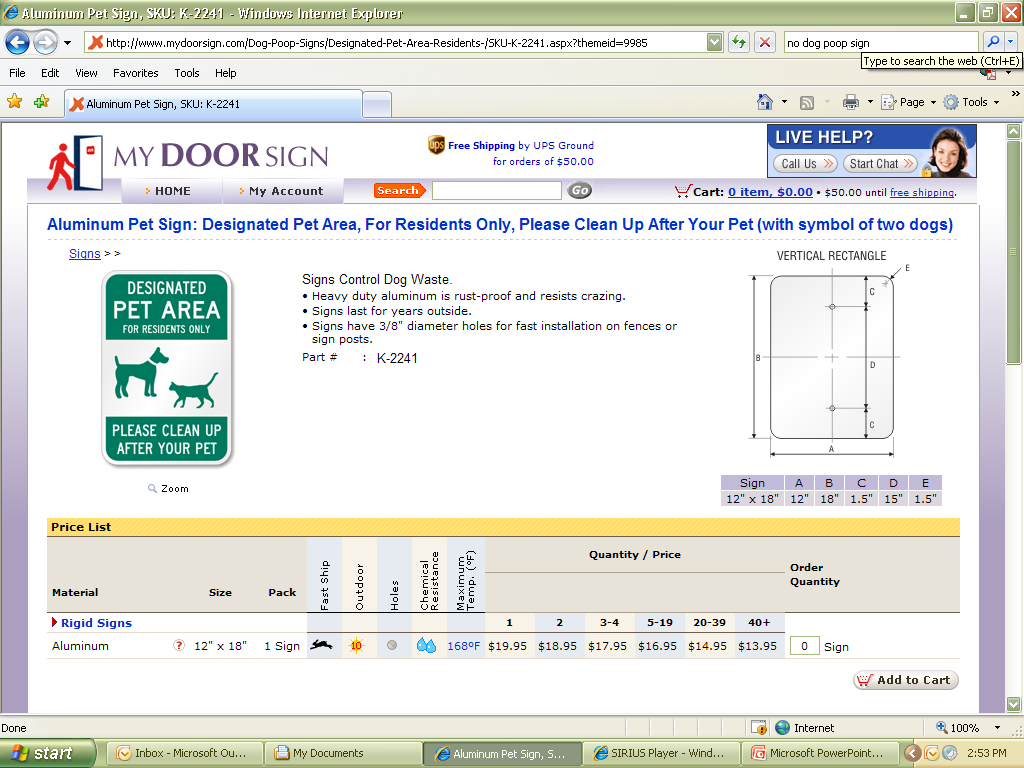 Aluminum Pet Sign, SKU: K-2241 - Windows Internet Explorer
http://www.mydoorsign.com/Dog-Poop-Signs/Designated-Pet-Area-Residents-/SKU-K-2241.aspx?themeid=9985
no dog poop sign
Type to search the web (Ctrl+E)
File Edit View Favorites Tools Help
Aluminum Pet Sign, SKU: K-2241
Page Tools
MY DOOR SIGN
ups Free Shipping by UPS Ground
for orders of $50.00
LIVE HELP?
Call Us >> Start Chat >>
HOME My Account
Search Go
Cart: 0 item, $0.00 • $50.00 until free shipping.
Aluminum Pet Sign: Designated Pet Area, For Residents Only, Please Clean Up After Your Pet (with symbol of two dogs)
Signs > >
DESIGNATED
PET AREA
FOR RESIDENTS ONLY
PLEASE CLEAN UP
AFTER YOUR PET
Zoom
Signs Control Dog Waste.
• Heavy duty aluminum is rust-proof and resists crazing.
• Signs last for years outside.
• Signs have 3/8" diameter holes for fast installation on fences or
sign posts.
Part # : K-2241
VERTICAL RECTANGLE
E
C
B
D
C
A
Sign A B C D E
12" x 18" 12" 18" 1.5" 15" 1.5"
Price List
Material Size Pack Fast Ship Outdoor Holes Chemical Resistance Maximum Temp. (°F) Quantity / Price Order Quantity
Rigid Signs 1 2 3-4 5-19 20-39 40+
Aluminum ? 12" x 18" 1 Sign 10 168°F $19.95 $18.95 $17.95 $16.95 $14.95 $13.95 0 Sign
Add to Cart
Done Internet 100%
start Inbox - Microsoft Ou... My Documents Aluminum Pet Sign, S... SIRIUS Player - Wind... Microsoft PowerPoint... 2:53 PM